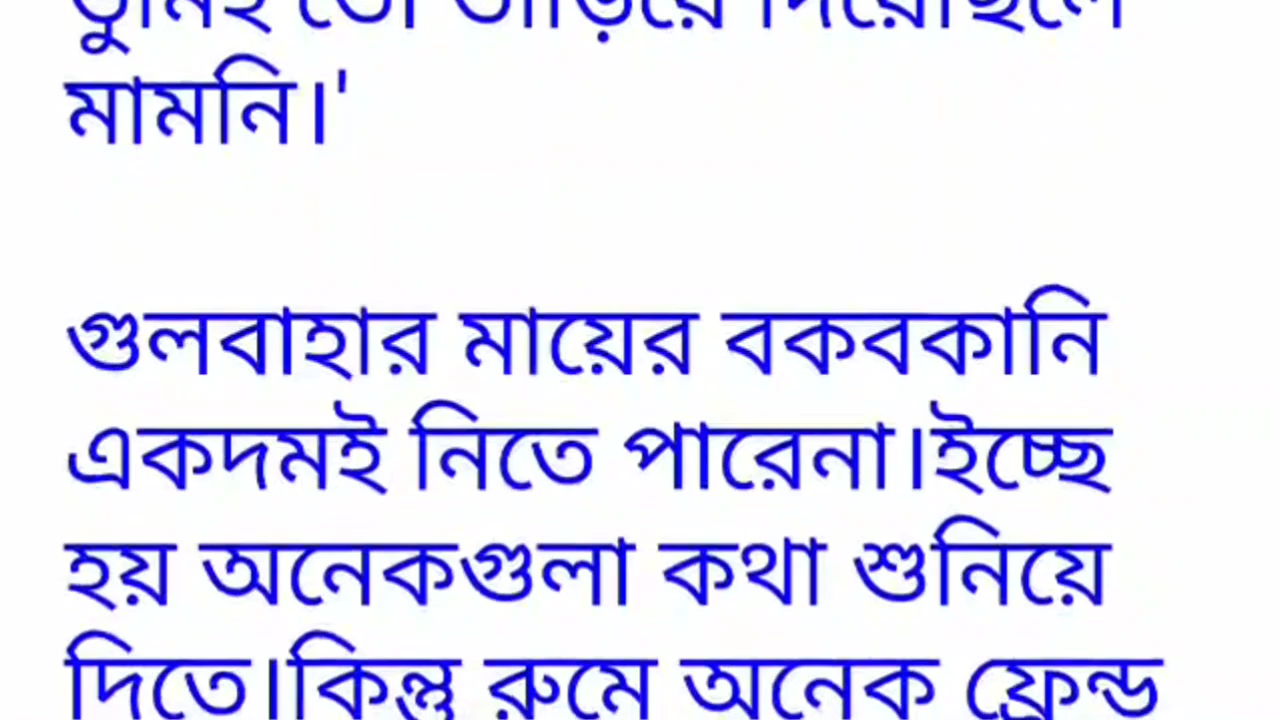 তুমিই তো তাড়িয়ে দিয়েছিলে
মামনি।'
গুলবাহার মায়ের বকবকানি
একদমই নিতে পারেনা।ইচ্ছে
হয় অনেকগুলা কথা শুনিয়ে
দিতে।কিন্তু রুমে অনেক ফ্রেন্ড